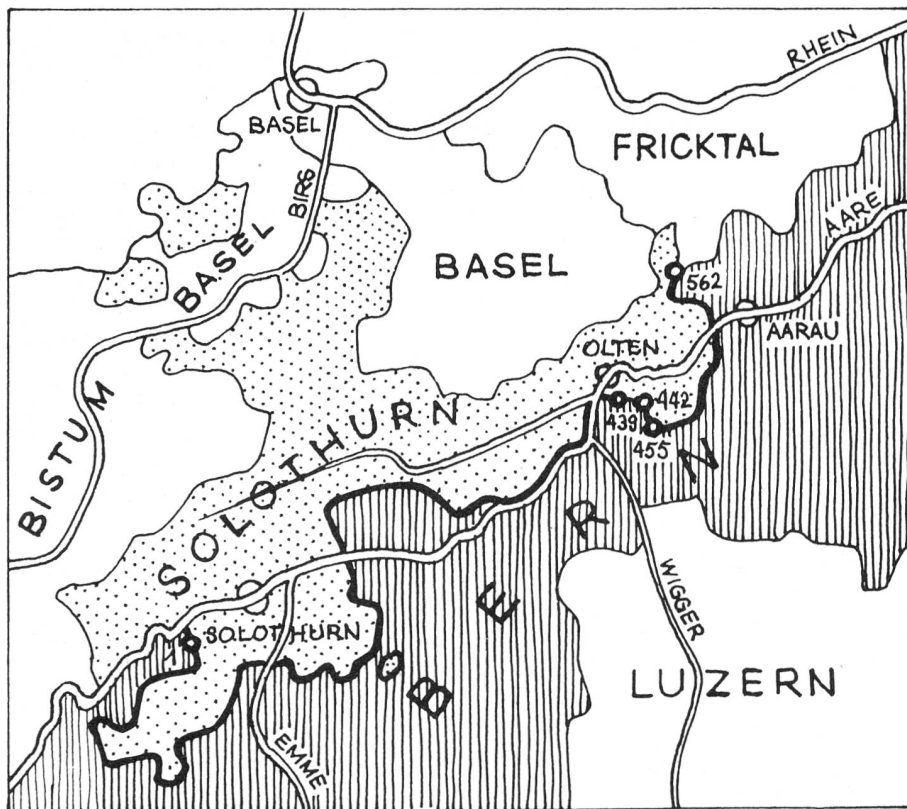 RHEIN
BASEL
FRICKTAL
BIRS
AARE
BASEL
BASEL
562
AARAU
OLTEN
442
439
455
BISTUM
SOLOTHURN
BERN
WIGGER
SOLOTHURN
1
LUZERN
EMME